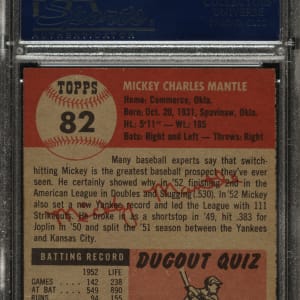 TOPPS
82
MICKEY CHARLES MANTLE
Home: Commerce, Okla.
Born: Oct. 20, 1931, Spavinaw, Okla.
Ht: 5'11" — Wt: 185
Bats: Right and Left — Throws: Right
Many baseball experts say that switch-
hitting Mickey is the greatest baseball prospect they've ever
seen. He certainly showed why in '52 finishing 2nd in the
American League in Doubles and Slugging (.530). In '52 Mickey
also set a new Yankee record and led the League with 111
Strikeouts. broke in as a shortstop in '49, hit .383 for
Joplin in '50 and split the '51 season between the Yankees
and Kansas City.
BATTING RECORD
1952 LIFE
GAMES 142 238
AT BAT 549 890
RUNS 94 155
DUGOUT QUIZ